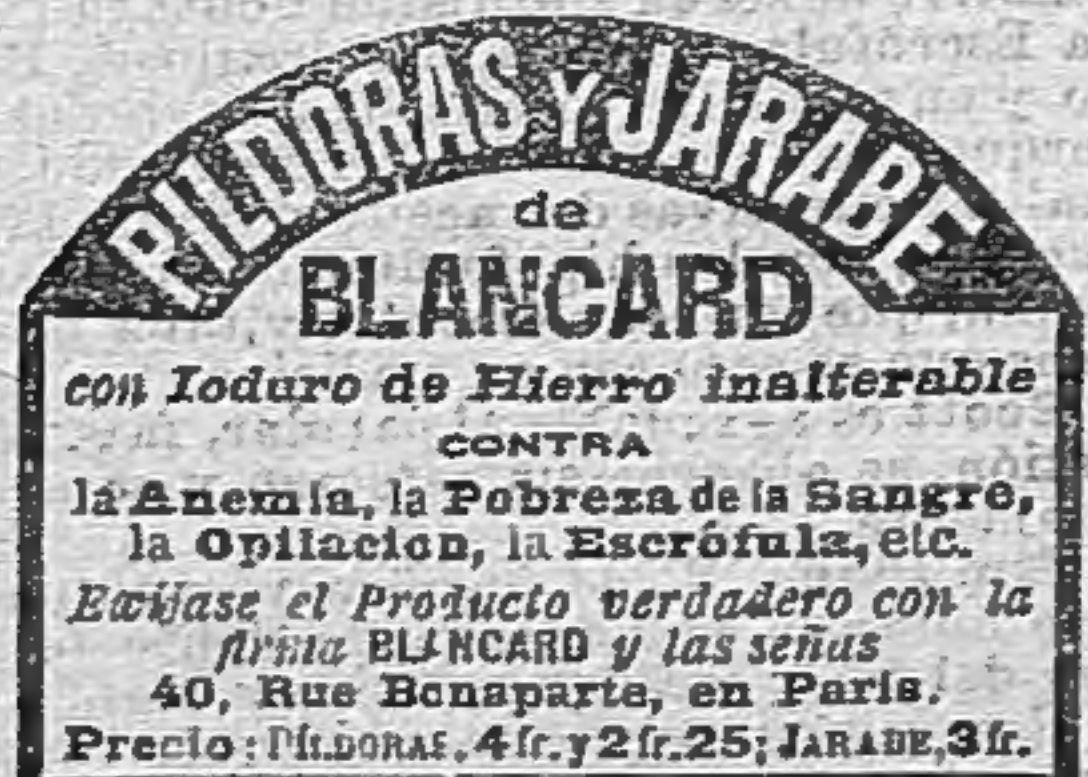 PILDORAS Y JARABE
de
BLANCARD
con Ioduro de Hierro inalterable
CONTRA
la Anemia, la Pobreza de la Sangre,
la Opilacion, la Escrófula, etc.
Exíjase el Producto verdadero con la
firma BLANCARD y las señas
40, Rue Bonaparte, en Paris.
Precio: PÍLDORAS, 4 fr. y 2 fr. 25; JARABE, 3 fr.